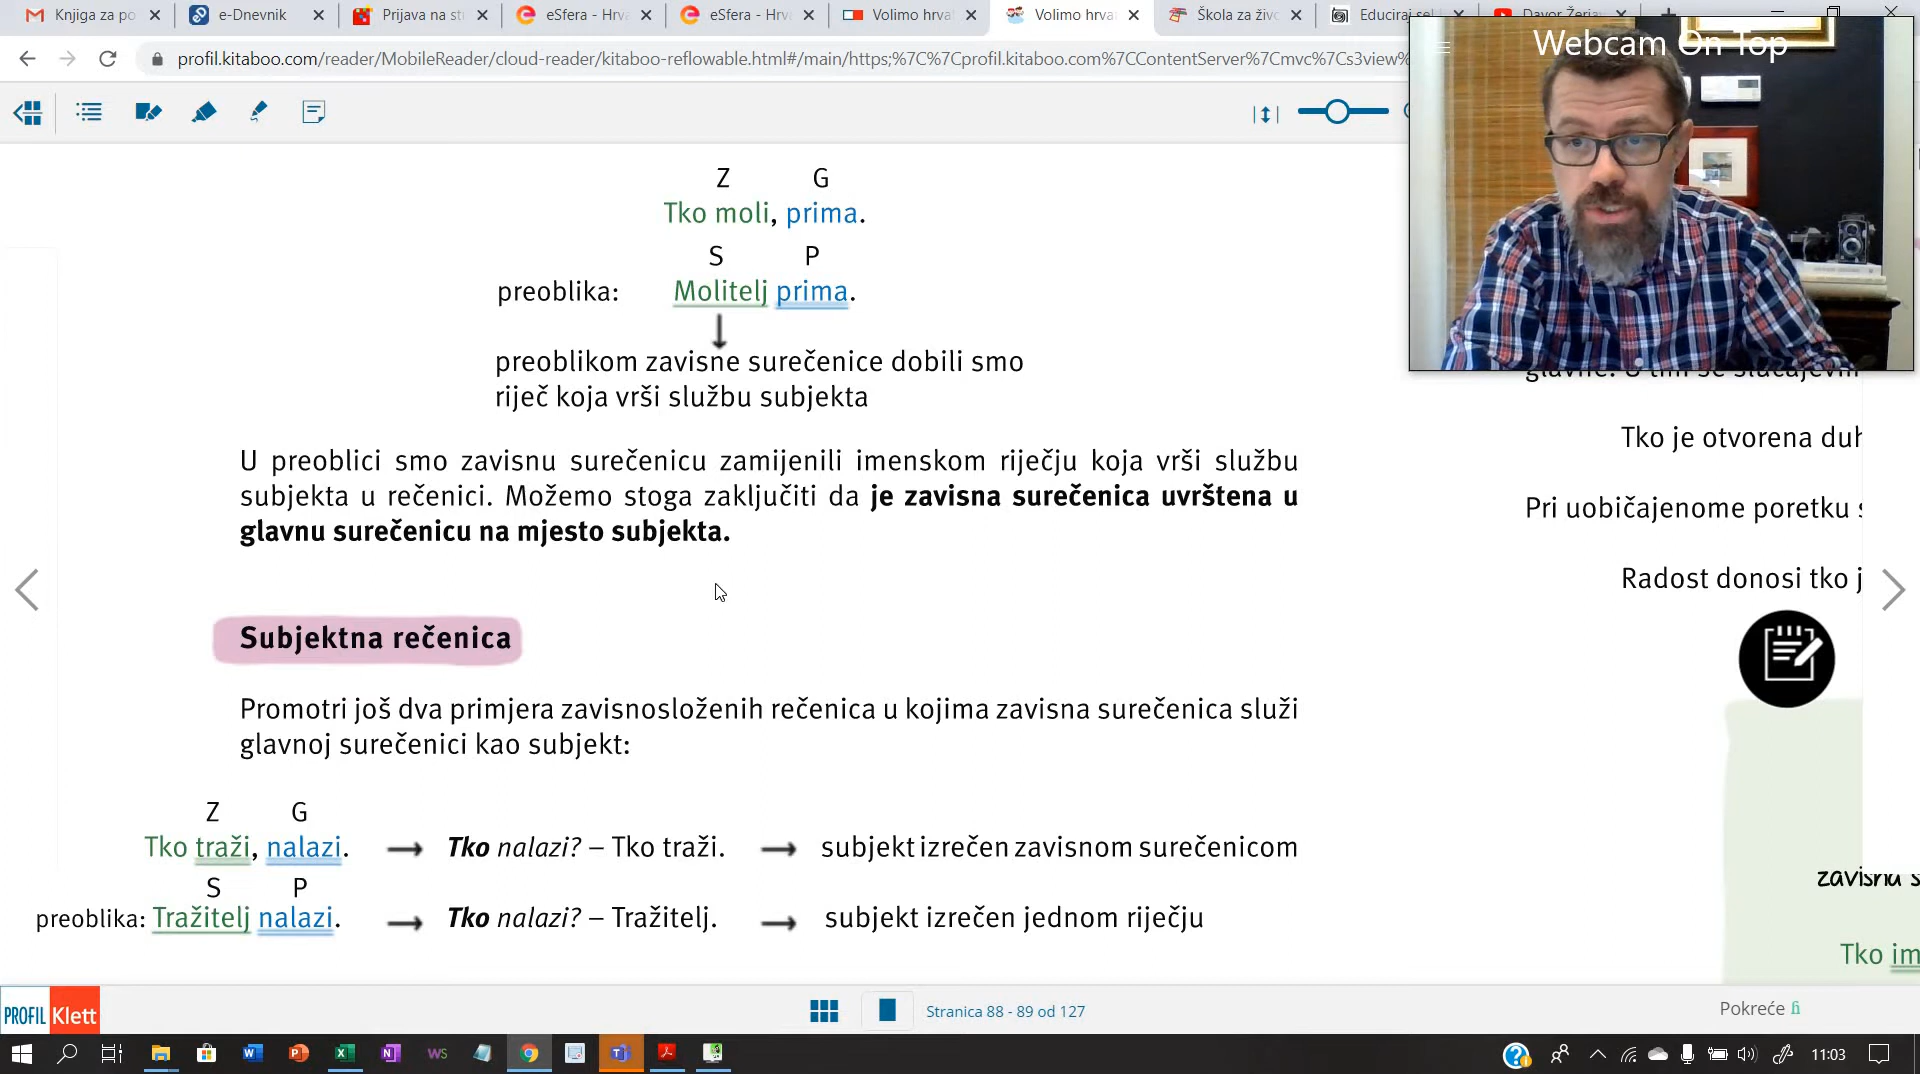 Knjiga za po
e-Dnevnik
Prijava na st
eSfera - Hrv
eSfera - Hrv
Volimo hrva
Volimo hrva
Škola za živo
Educiraj se
Davor Žerja
profil.kitaboo.com/reader/MobileReader/cloud-reader/kitaboo-reflowable.html#/main/https;%7C%7Cprofil.kitaboo.com%7CContentServer%7Cmvc%7Cs3view%
Webcam On Top
Z G
Tko moli, prima.
S P
preoblika: Molitelj prima.
preoblikom zavisne surečenice dobili smo
riječ koja vrši službu subjekta
U preoblici smo zavisnu surečenicu zamijenili imenskom riječju koja vrši službu
subjekta u rečenici. Možemo stoga zaključiti da je zavisna surečenica uvrštena u
glavnu surečenicu na mjesto subjekta.
Subjektna rečenica
Promotri još dva primjera zavisnosloženih rečenica u kojima zavisna surečenica služi
glavnoj surečenici kao subjekt:
Z G
Tko traži, nalazi. → Tko nalazi? – Tko traži. → subjekt izrečen zavisnom surečenicom
S P
preoblika: Tražitelj nalazi. → Tko nalazi? – Tražitelj. → subjekt izrečen jednom riječju
Tko je otvorena duh
Pri uobičajenome poretku s
Radost donosi tko j
zavisna s
Tko im
PROFIL Klett
Stranica 88 - 89 od 127
Pokreće
11:03